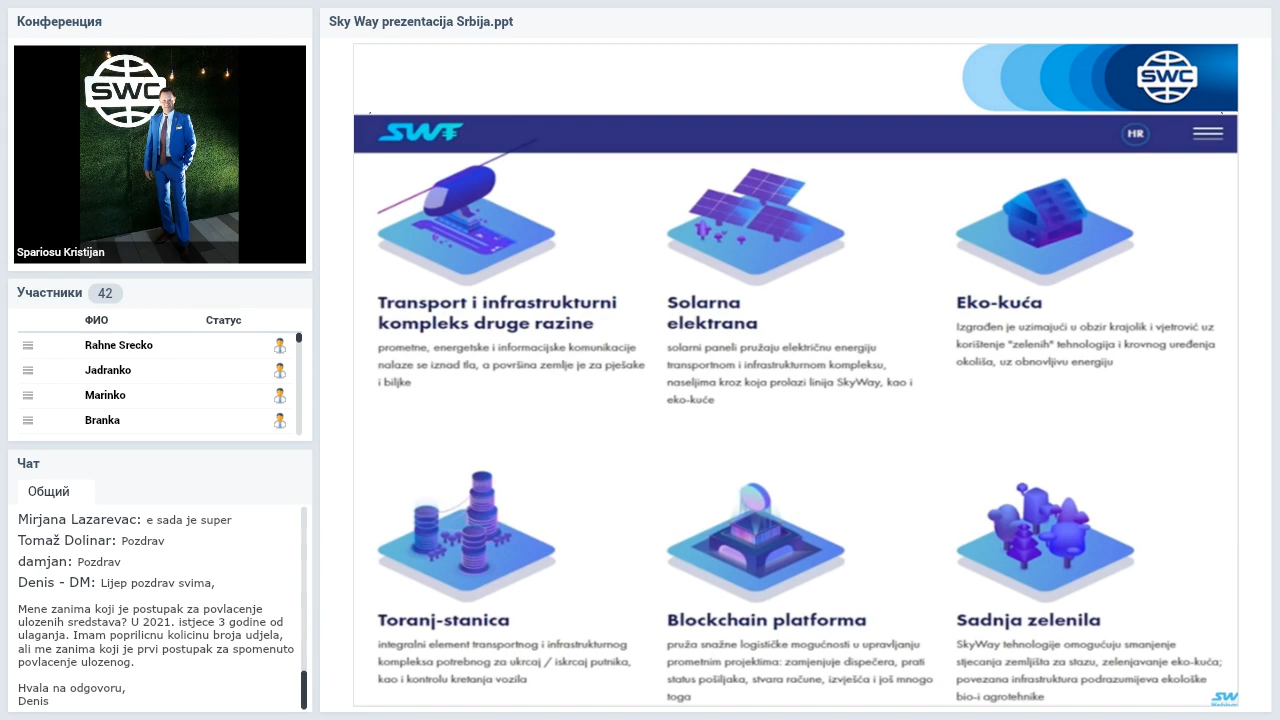 Конференция
SWC
Spariosu Kristijan
Участники 42
ФИО Статус
Rahne Srecko
Jadranko
Marinko
Branka
Чат
Общий
Mirjana Lazarevac: e sada je super
Tomaž Dolinar: Pozdrav
damjan: Pozdrav
Denis - DM: Lijep pozdrav svima,
Mene zanima koji je postupak za povlacenje
ulozenih sredstava? U 2021. istjece 3 godine od
ulaganja. Imam poprilicnu kolicinu broja udjela,
ali me zanima koji je prvi postupak za spomenuto
povlacenje ulozenog.
Hvala na odgovoru,
Denis
Sky Way prezentacija Srbija.ppt
SWC
SWT
HR
Transport i infrastrukturni
kompleks druge razine
prometne, energetske i informacijske komunikacije
nalaze se iznad tla, a površina zemlje je za pješake
i biljke
Solarna
elektrana
solarni paneli pružaju električnu energiju
transportnom i infrastrukturnom kompleksu,
naseljima kroz koja prolazi linija SkyWay, kao i
eko-kuće
Eko-kuća
Izgrađen je uzimajući u obzir krajolik i vjetrović uz
korištenje "zelenih" tehnologija i krovnog uređenja
okoliša, uz obnovljivu energiju
Toranj-stanica
integralni element transportnog i infrastrukturnog
kompleksa potrebnog za ukrcaj / iskrcaj putnika,
kao i kontrolu kretanja vozila
Blockchain platforma
pruža snažne logističke mogućnosti u upravljanju
prometnim projektima: zamjenjuje dispečera, prati
status pošiljaka, stvara račune, izvješća i još mnogo
toga
Sadnja zelenila
SkyWay tehnologije omogućuju smanjenje
stjecanja zemljišta za stazu, zelenjavanje eko-kuća;
povezana infrastruktura podrazumijeva ekološke
bio-i agrotehnike
SW